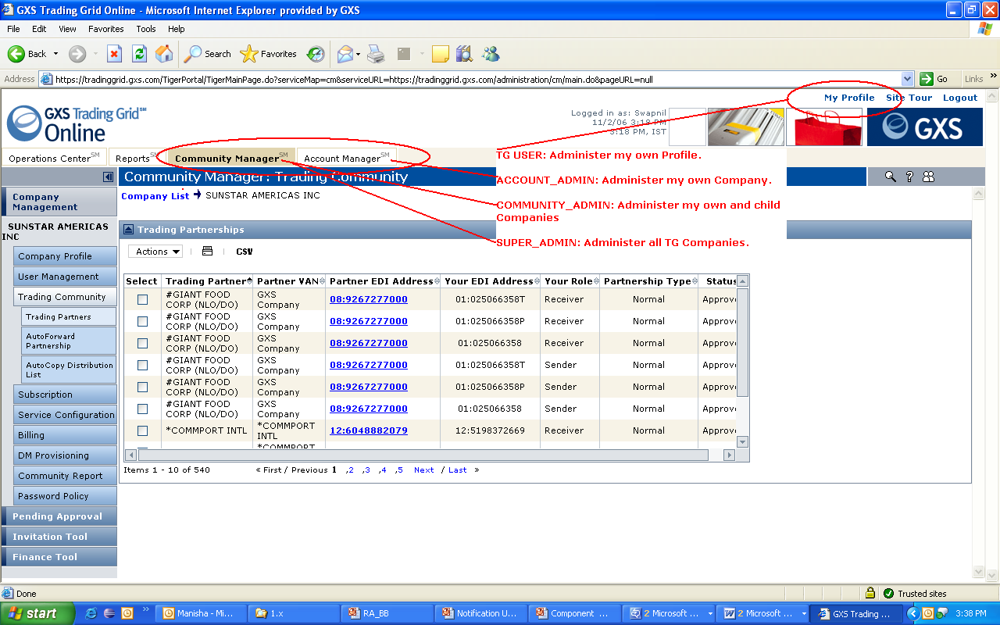 GXS Trading Grid Online - Microsoft Internet Explorer provided by GXS
File Edit View Favorites Tools Help
Back Search Favorites
Address https://tradinggrid.gxs.com/TigerPortal/TigerMainPage.do?serviceMap=cm&serviceURL=https://tradinggrid.gxs.com/administration/cm/main.do&pageURL=null Go Links »
My Profile Site Tour Logout
GXS Trading Grid℠
Online
Logged in as: Swapnil
11/2/06 3:18 PM
3:18 PM, IST
GXS
Operations Center℠ Reports℠ Community Manager℠ Account Manager℠
TG USER: Administer my own Profile.
ACCOUNT_ADMIN: Administer my own Company.
COMMUNITY_ADMIN: Administer my own and child
Companies
SUPER_ADMIN: Administer all TG Companies.
Community Manager: Trading Community
?
Company List SUNSTAR AMERICAS INC
Company
Management
SUNSTAR AMERICAS
INC
Company Profile
User Management
Trading Community
Trading Partners
AutoForward
Partnership
AutoCopy Distribution
List
Subscription
Service Configuration
Billing
DM Provisioning
Community Report
Password Policy
Pending Approval
Invitation Tool
Finance Tool
Trading Partnerships
Actions CSV
Select Trading Partner Partner VAN Partner EDI Address Your EDI Address Your Role Partnership Type Status
#GIANT FOOD CORP (NLO/DO) GXS Company 08:9267277000 01:025066358T Receiver Normal Approv
#GIANT FOOD CORP (NLO/DO) GXS Company 08:9267277000 01:025066358P Receiver Normal Approv
#GIANT FOOD CORP (NLO/DO) GXS Company 08:9267277000 01:025066358 Receiver Normal Approv
#GIANT FOOD CORP (NLO/DO) GXS Company 08:9267277000 01:025066358T Sender Normal Approv
#GIANT FOOD CORP (NLO/DO) GXS Company 08:9267277000 01:025066358P Sender Normal Approv
#GIANT FOOD CORP (NLO/DO) GXS Company 08:9267277000 01:025066358 Sender Normal Approv
*COMMPORT INTL *COMMPORT INTL 12:6048882079 12:5198372669 Receiver Normal Approv
*COMMPORT
Items 1 - 10 of 540 « First / Previous 1 ,2 ,3 ,4 ,5 Next / Last »
Done Trusted sites
start » Manisha - Mi... 1.x RA_BB Notification U... Component ... 2 Microsoft ... 2 Microsoft ... GXS Trading ... 3:38 PM